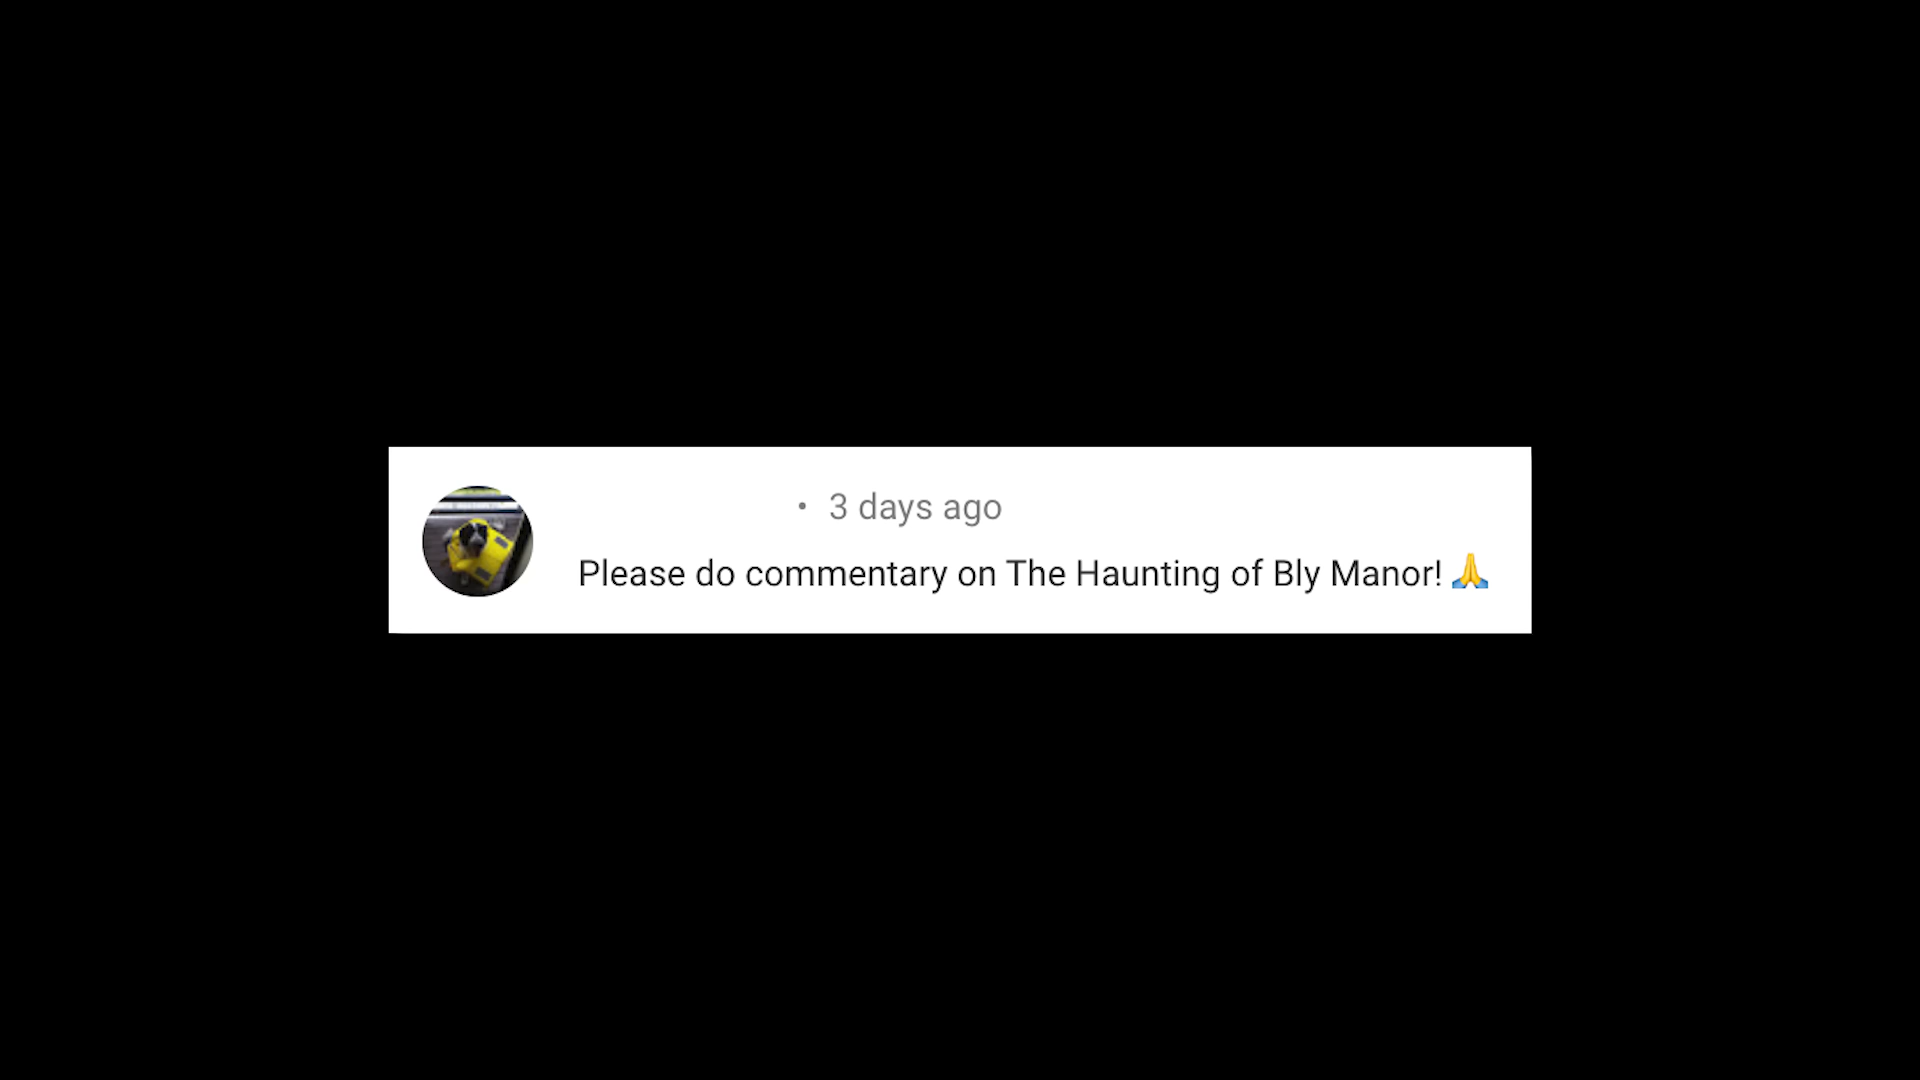 • 3 days ago
Please do commentary on The Haunting of Bly Manor! 🙏